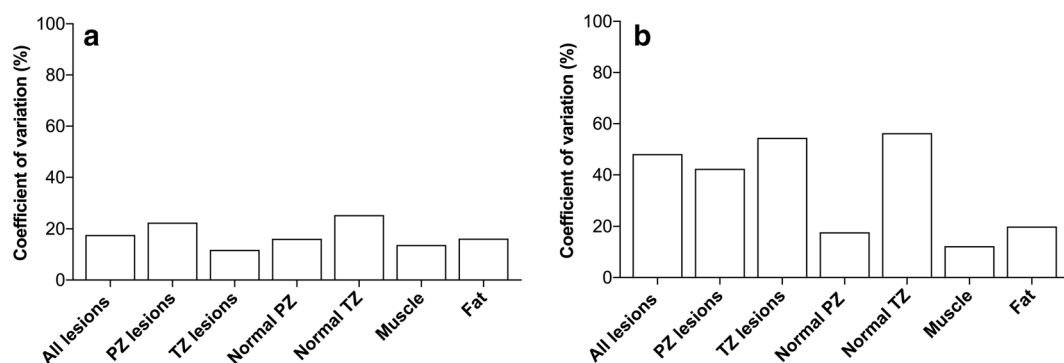 a
Coefficient of variation (%)
100
80
60
40
20
0
All lesions
PZ lesions
TZ lesions
Normal PZ
Normal TZ
Muscle
Fat
b
Coefficient of variation (%)
100
80
60
40
20
0
All lesions
PZ lesions
TZ lesions
Normal PZ
Normal TZ
Muscle
Fat